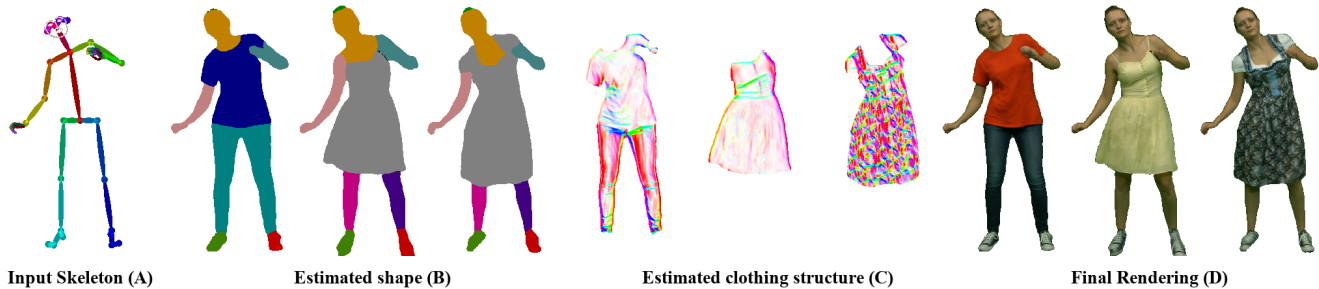 Input Skeleton (A) Estimated shape (B) Estimated clothing structure (C) Final Rendering (D)